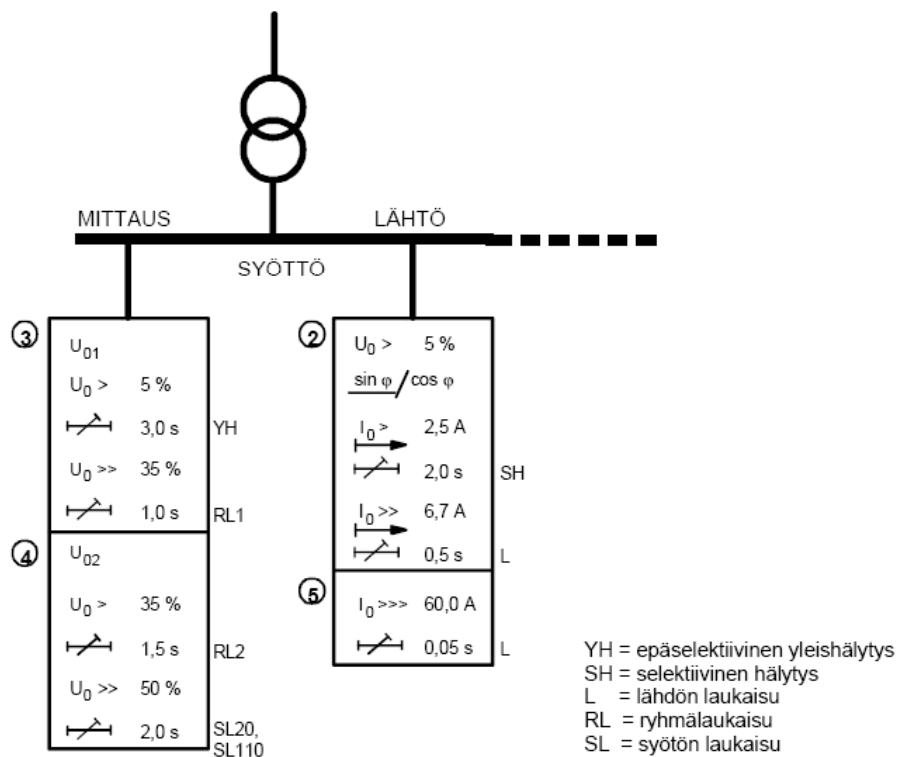 MITTAUS
LÄHTÖ
SYÖTTÖ
3
U01
U0 > 5 %
3,0 s YH
U0 >> 35 %
1,0 s RL1
4
U02
U0 > 35 %
1,5 s RL2
U0 >> 50 %
2,0 s SL20,
SL110
2
U0 > 5 %
sin φ / cos φ
I0 > 2,5 A
2,0 s SH
I0 >> 6,7 A
0,5 s L
5
I0 >>> 60,0 A
0,05 s L
YH = epäselektiivinen yleishälytys
SH = selektiivinen hälytys
L = lähdön laukaisu
RL = ryhmälaukaisu
SL = syötön laukaisu